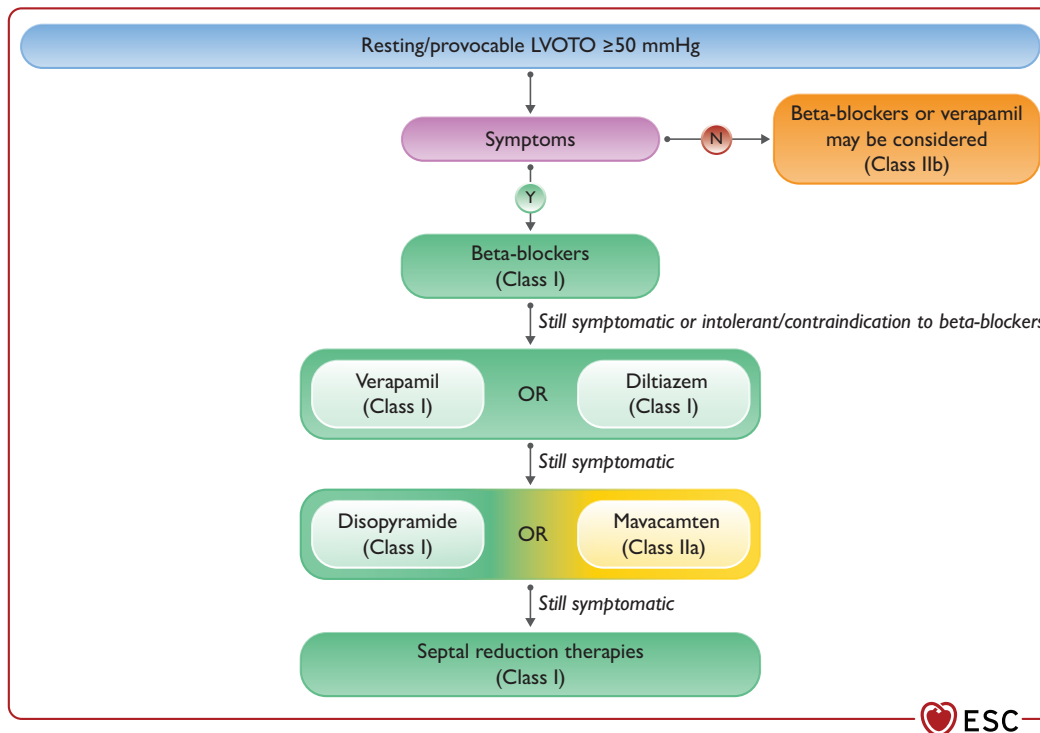 Resting/provocable LVOTO ≥50 mmHg
Symptoms
N
Beta-blockers or verapamil
may be considered
(Class IIb)
Y
Beta-blockers
(Class I)
Still symptomatic or intolerant/contraindication to beta-blockers
Verapamil
(Class I)
OR
Diltiazem
(Class I)
Still symptomatic
Disopyramide
(Class I)
OR
Mavacamten
(Class IIa)
Still symptomatic
Septal reduction therapies
(Class I)
ESC